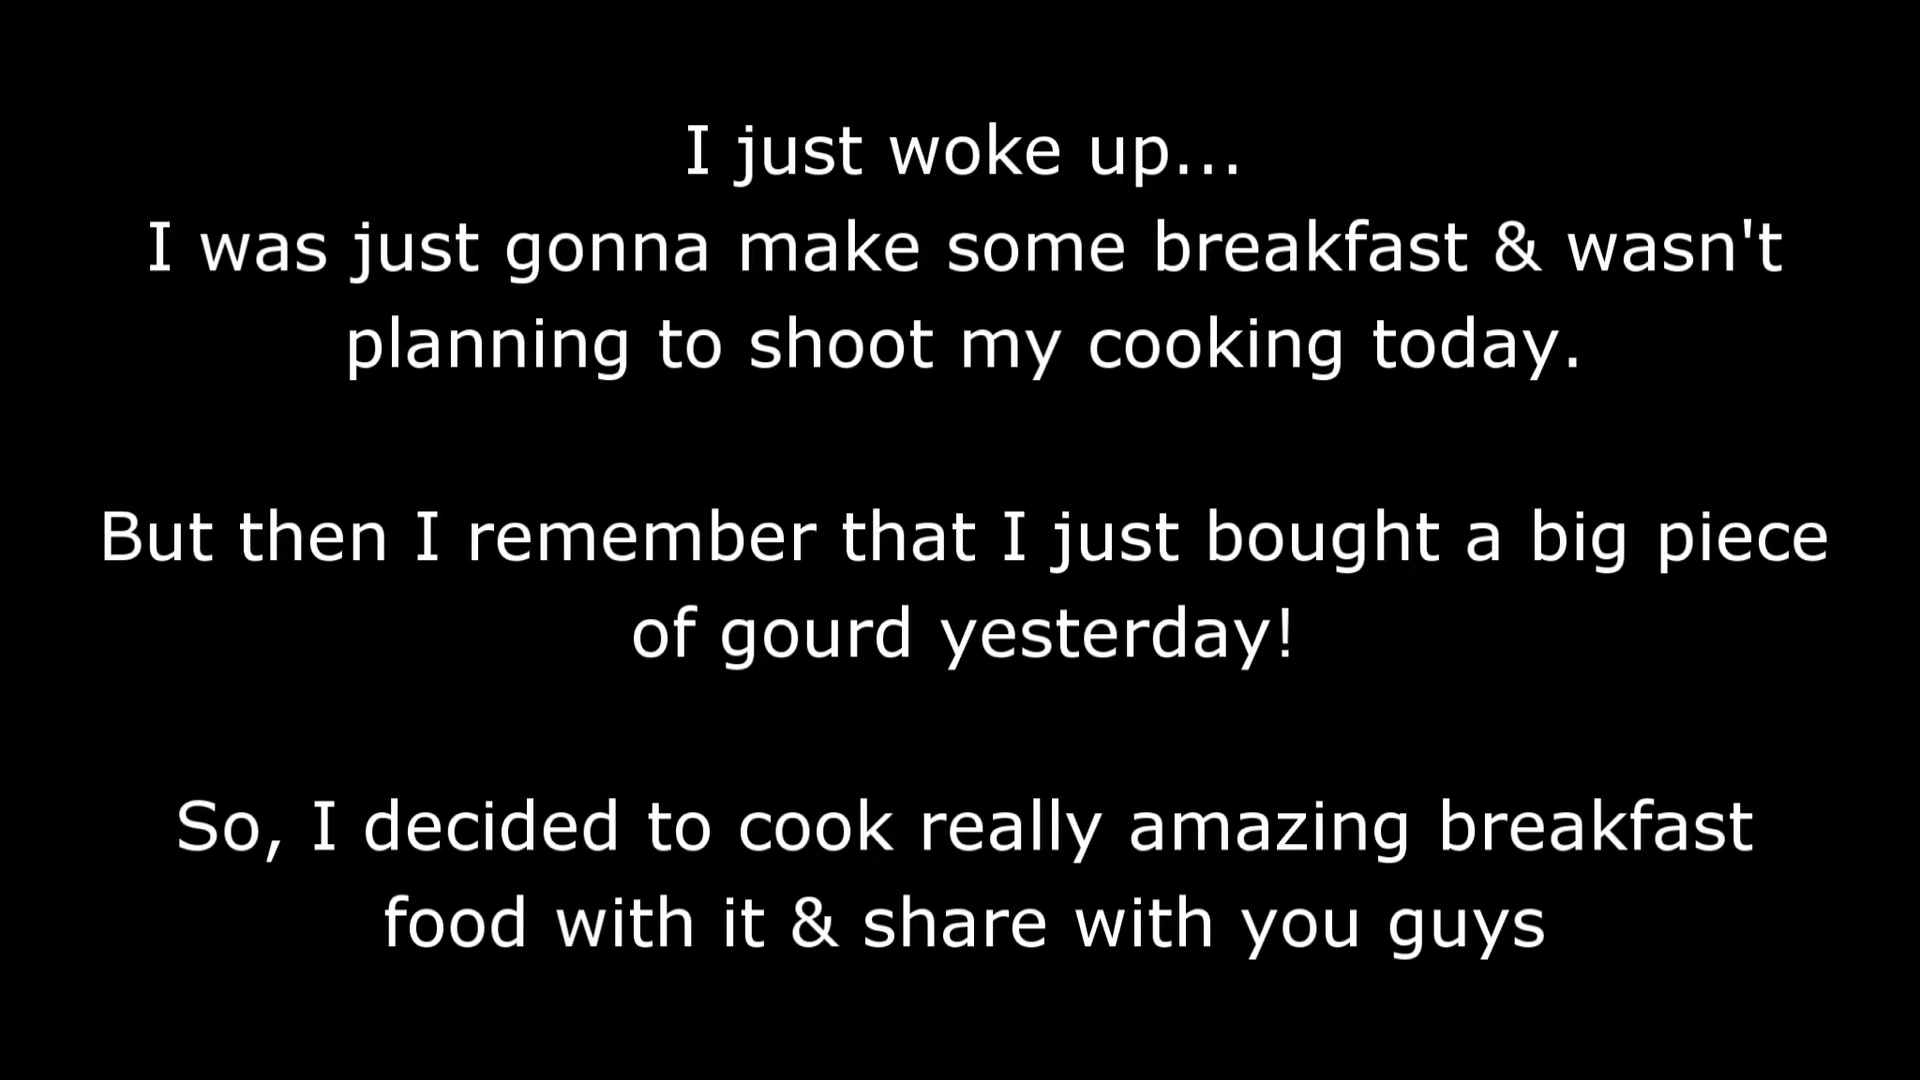 I just woke up...
I was just gonna make some breakfast & wasn't
planning to shoot my cooking today.
But then I remember that I just bought a big piece
of gourd yesterday!
So, I decided to cook really amazing breakfast
food with it & share with you guys